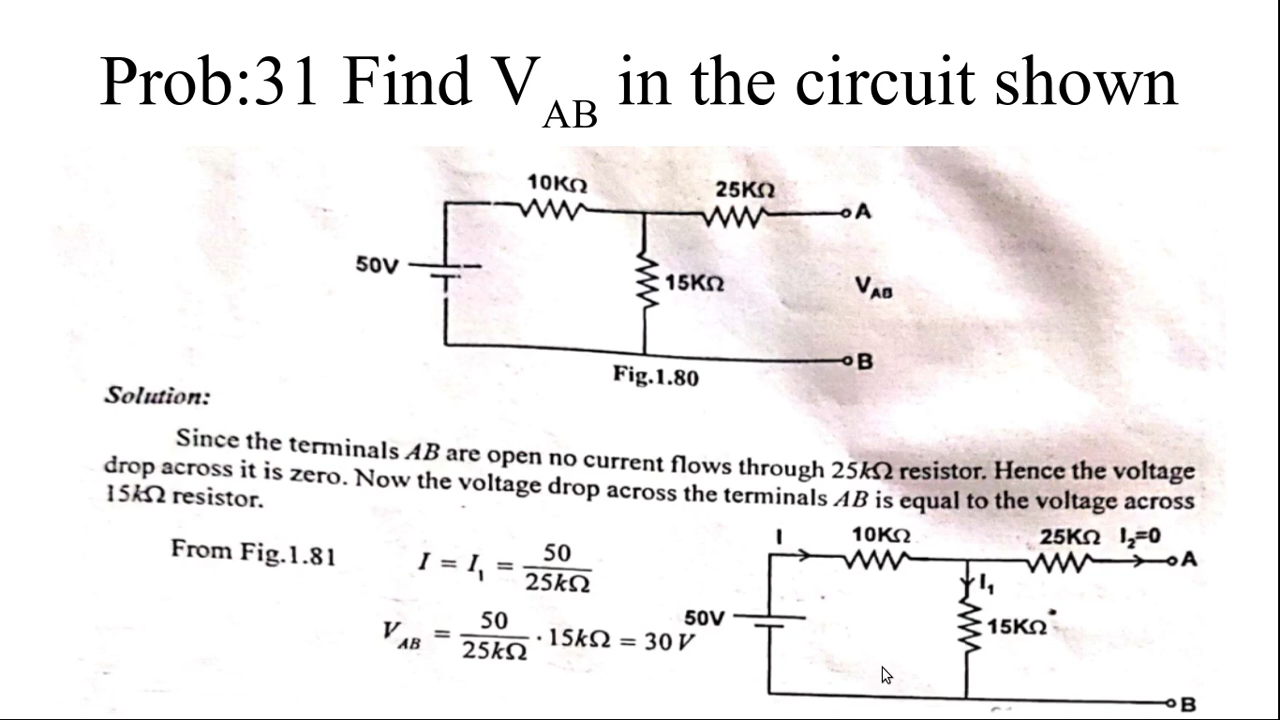 Prob:31 Find V AB in the circuit shown
10KΩ 25KΩ
A
50V 15KΩ V AB
B
Fig.1.80
Solution:
Since the terminals AB are open no current flows through 25kΩ resistor. Hence the voltage
drop across it is zero. Now the voltage drop across the terminals AB is equal to the voltage across
15kΩ resistor.
From Fig.1.81 I = I₁ = 50 / 25kΩ
V AB = 50 / 25kΩ · 15kΩ = 30 V
I 10KΩ 25KΩ I₂=0
A
I₁
50V 15KΩ
B